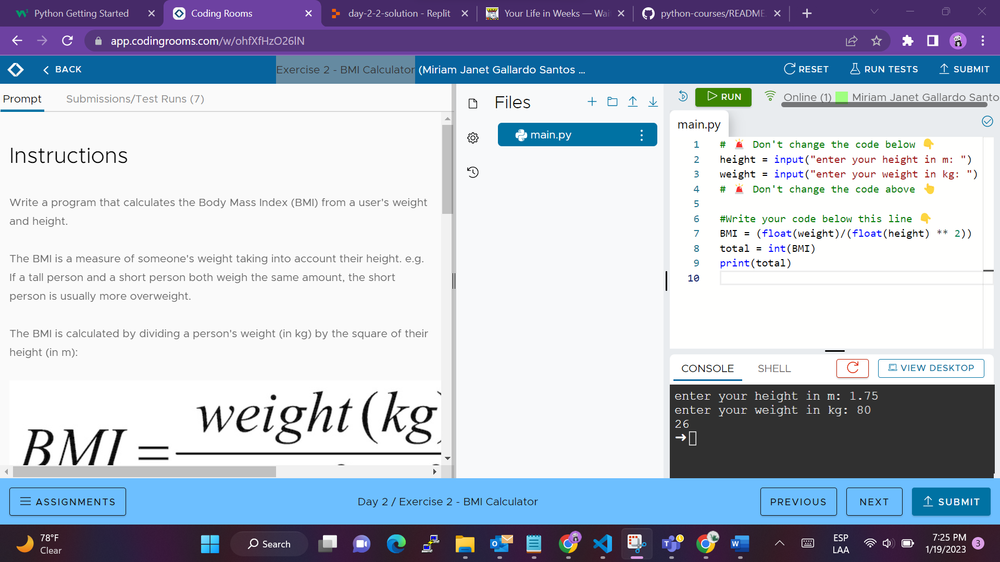 Python Getting Started
Coding Rooms
day-2-2-solution - Replit
Your Life in Weeks — Wai
python-courses/README.
app.codingrooms.com/w/ohfXfHzO26lN
BACK
Exercise 2 - BMI Calculator (Miriam Janet Gallardo Santos ...
RESET
RUN TESTS
SUBMIT
Prompt
Submissions/Test Runs (7)
Instructions
Write a program that calculates the Body Mass Index (BMI) from a user's weight
and height.
The BMI is a measure of someone's weight taking into account their height. e.g.
If a tall person and a short person both weigh the same amount, the short
person is usually more overweight.
The BMI is calculated by dividing a person's weight (in kg) by the square of their
height (in m):
weight (kg)
BMI =
Files
main.py
RUN
Online (1)
Miriam Janet Gallardo Santo
main.py
1 # 🚨 Don't change the code below 👇
2 height = input("enter your height in m: ")
3 weight = input("enter your weight in kg: ")
4 # 🚨 Don't change the code above 👆
5
6 #Write your code below this line 👇
7 BMI = (float(weight)/(float(height) ** 2))
8 total = int(BMI)
9 print(total)
10
CONSOLE
SHELL
VIEW DESKTOP
enter your height in m: 1.75
enter your weight in kg: 80
26
➜
ASSIGNMENTS
Day 2 / Exercise 2 - BMI Calculator
PREVIOUS
NEXT
SUBMIT
78°F
Clear
Search
ESP
LAA
7:25 PM
1/19/2023
3